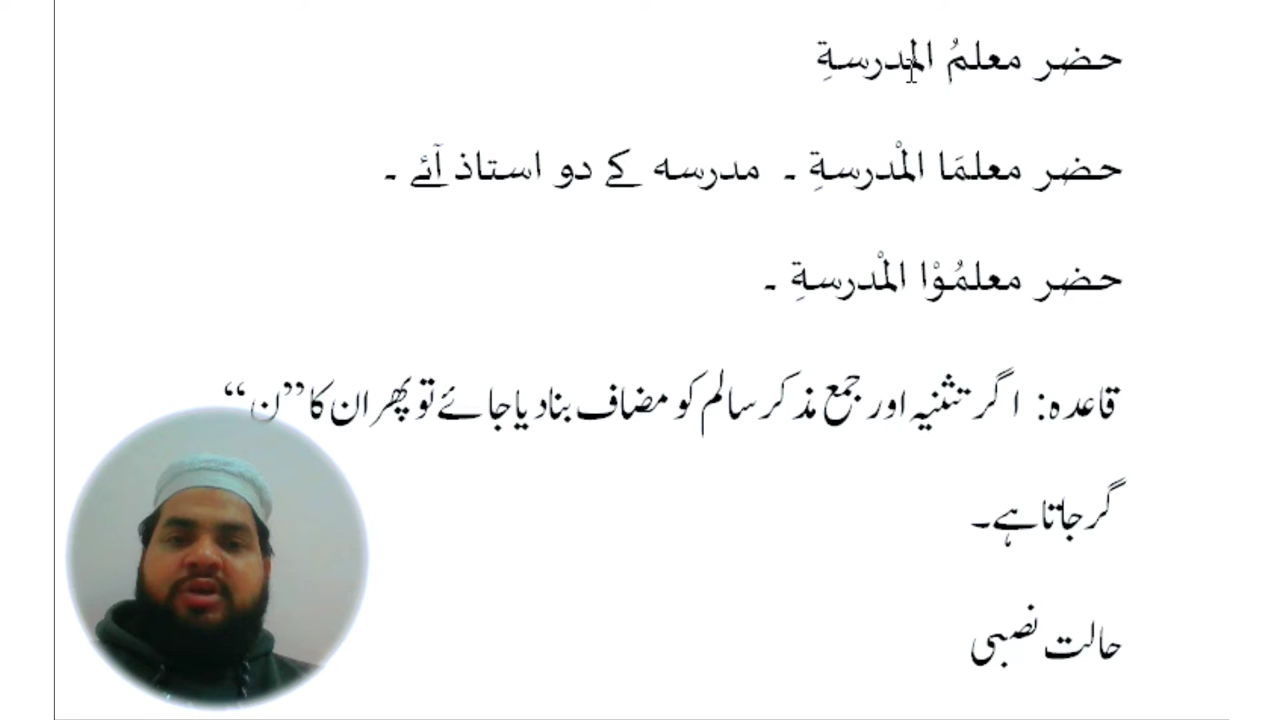 حضر معلمُ المدرسةِ
حضر معلمَا المْدرسةِ ۔ مدرسہ کے دو استاذ آئے ۔
حضر معلمُوْا المْدرسةِ ۔
قاعدہ: اگر تثنیہ اور جمع مذکر سالم کو مضاف بنادیا جائے تو پھر ان کا ”ن“
گر جاتا ہے۔
حالت نصبی